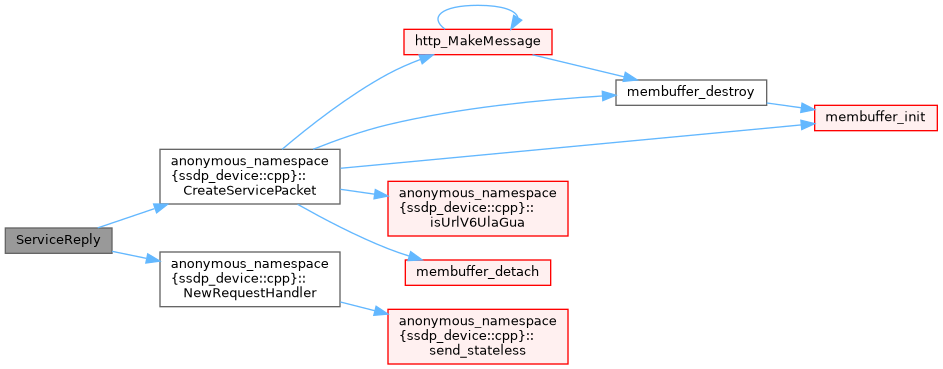 ServiceReply
anonymous_namespace
{ssdp_device::cpp}::
CreateServicePacket
http_MakeMessage
membuffer_destroy
membuffer_init
anonymous_namespace
{ssdp_device::cpp}::
isUrlV6UlaGua
membuffer_detach
anonymous_namespace
{ssdp_device::cpp}::
NewRequestHandler
anonymous_namespace
{ssdp_device::cpp}::
send_stateless